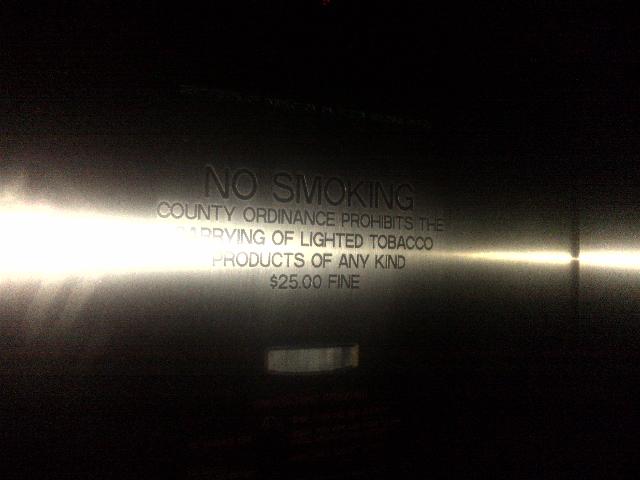 NO SMOKING
COUNTY ORDINANCE PROHIBITS THE
CARRYING OF LIGHTED TOBACCO
PRODUCTS OF ANY KIND
$25.00 FINE